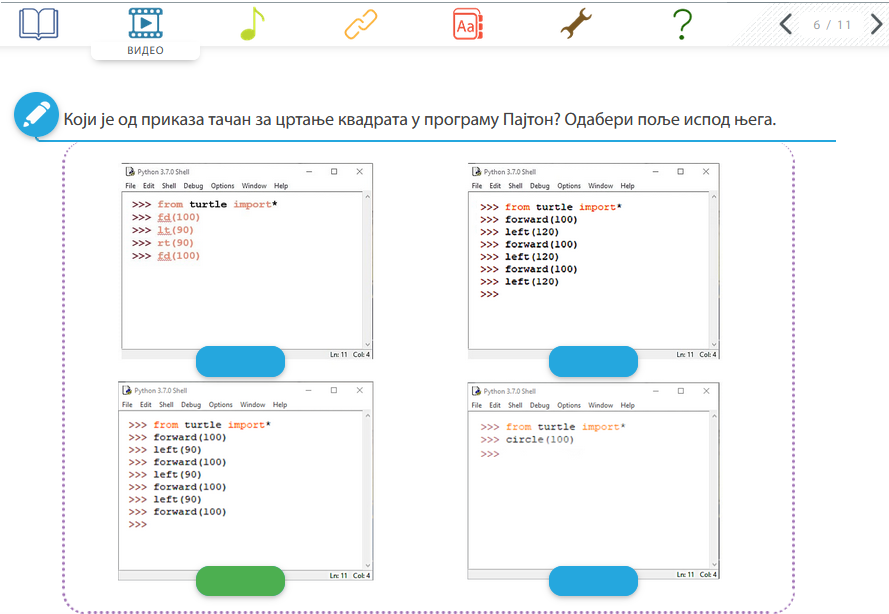 Aa
6 / 11
ВИДЕО
Који је од приказа тачан за цртање квадрата у програму Пајтон? Одабери поље испод њега.
Python 3.7.0 Shell
File Edit Shell Debug Options Window Help
>>> from turtle import*
>>> fd(100)
>>> lt(90)
>>> rt(90)
>>> fd(100)
Ln: 11 Col: 4
Python 3.7.0 Shell
File Edit Shell Debug Options Window Help
>>> from turtle import*
>>> forward(100)
>>> left(120)
>>> forward(100)
>>> left(120)
>>> forward(100)
>>> left(120)
>>>
Ln: 11 Col: 4
Python 3.7.0 Shell
File Edit Shell Debug Options Window Help
>>> from turtle import*
>>> forward(100)
>>> left(90)
>>> forward(100)
>>> left(90)
>>> forward(100)
>>> left(90)
>>> forward(100)
>>>
Ln: 11 Col: 4
Python 3.7.0 Shell
File Edit Shell Debug Options Window Help
>>> from turtle import*
>>> circle(100)
>>>
Ln: 11 Col: 4